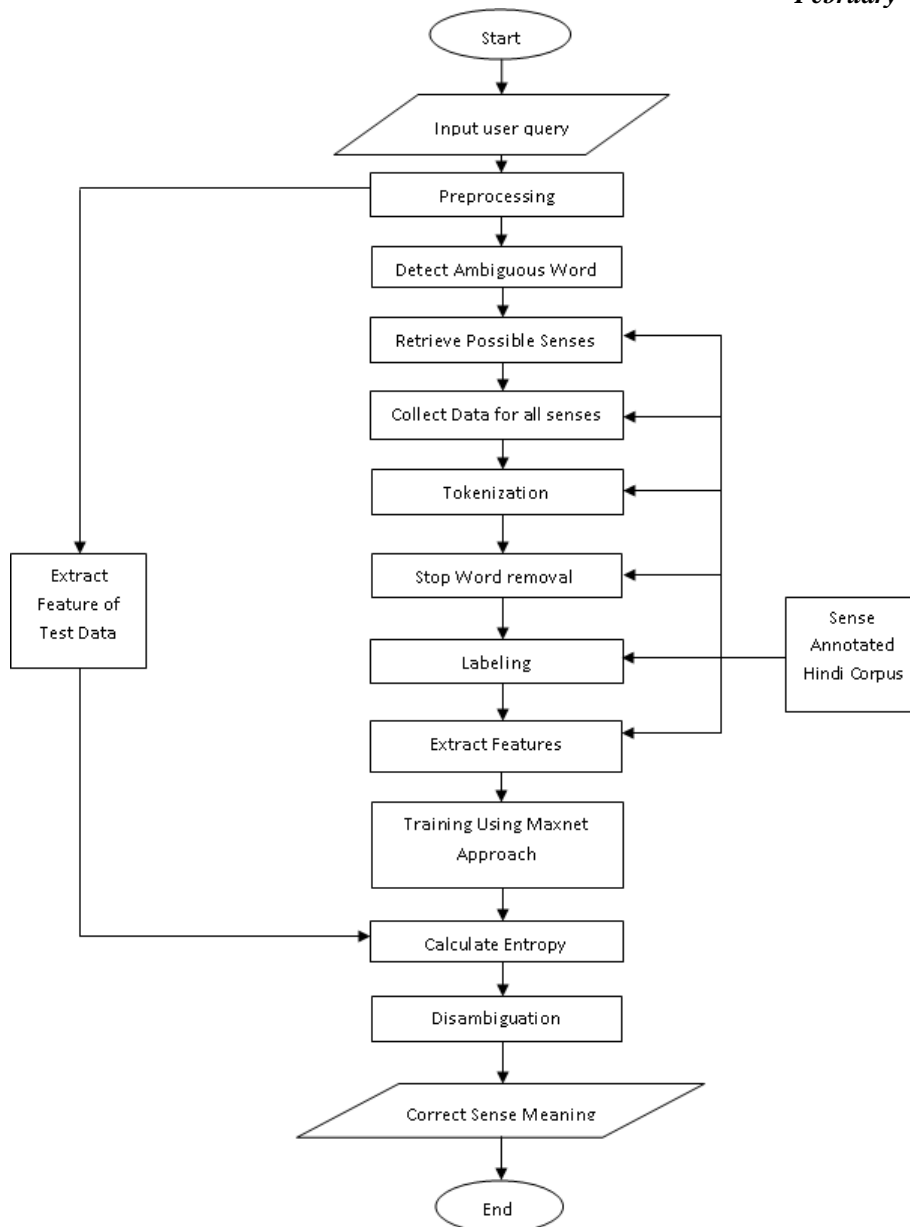 February
Start
Input user query
Preprocessing
Detect Ambiguous Word
Retrieve Possible Senses
Collect Data for all senses
Tokenization
Stop Word removal
Extract
Feature of
Test Data
Sense
Annotated
Hindi Corpus
Labeling
Extract Features
Training Using Maxnet
Approach
Calculate Entropy
Disambiguation
Correct Sense Meaning
End